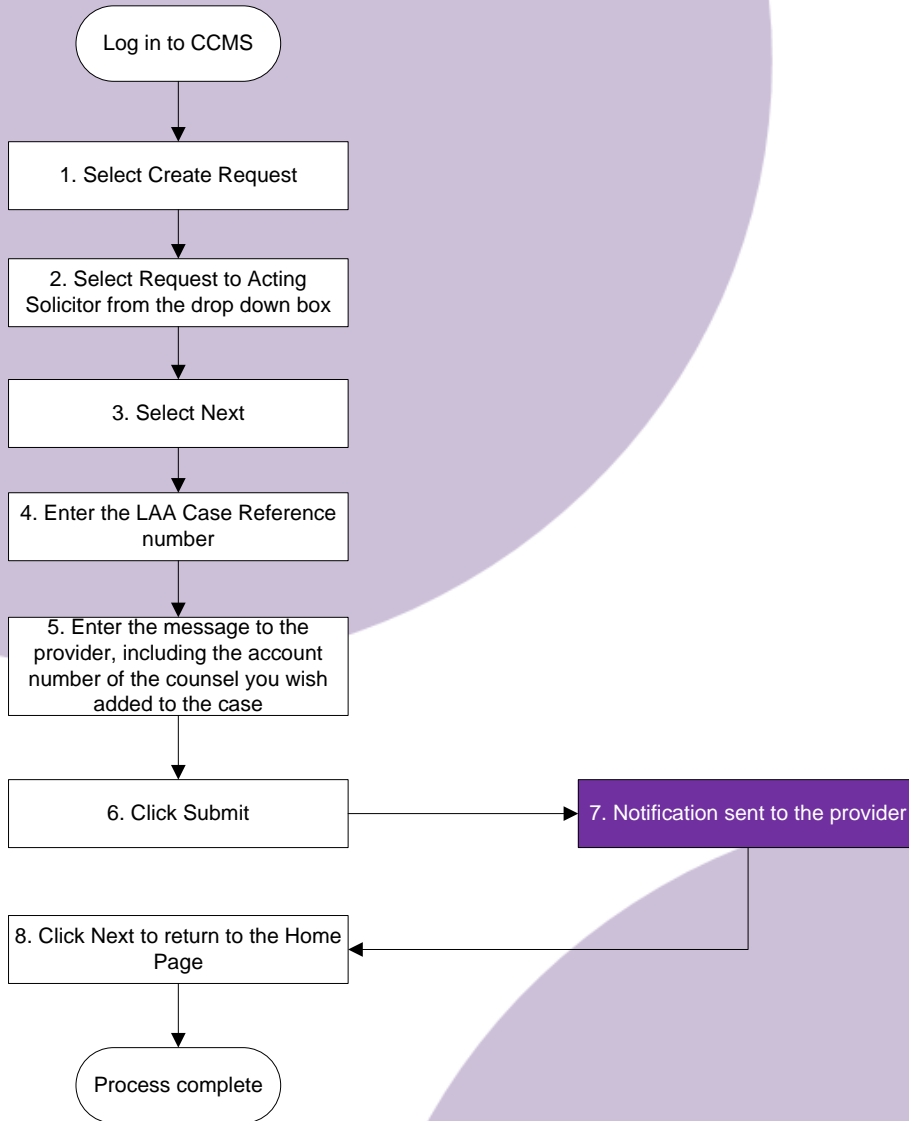 Log in to CCMS
1. Select Create Request
2. Select Request to Acting
Solicitor from the drop down box
3. Select Next
4. Enter the LAA Case Reference
number
5. Enter the message to the
provider, including the account
number of the counsel you wish
added to the case
6. Click Submit
7. Notification sent to the provider
8. Click Next to return to the Home
Page
Process complete